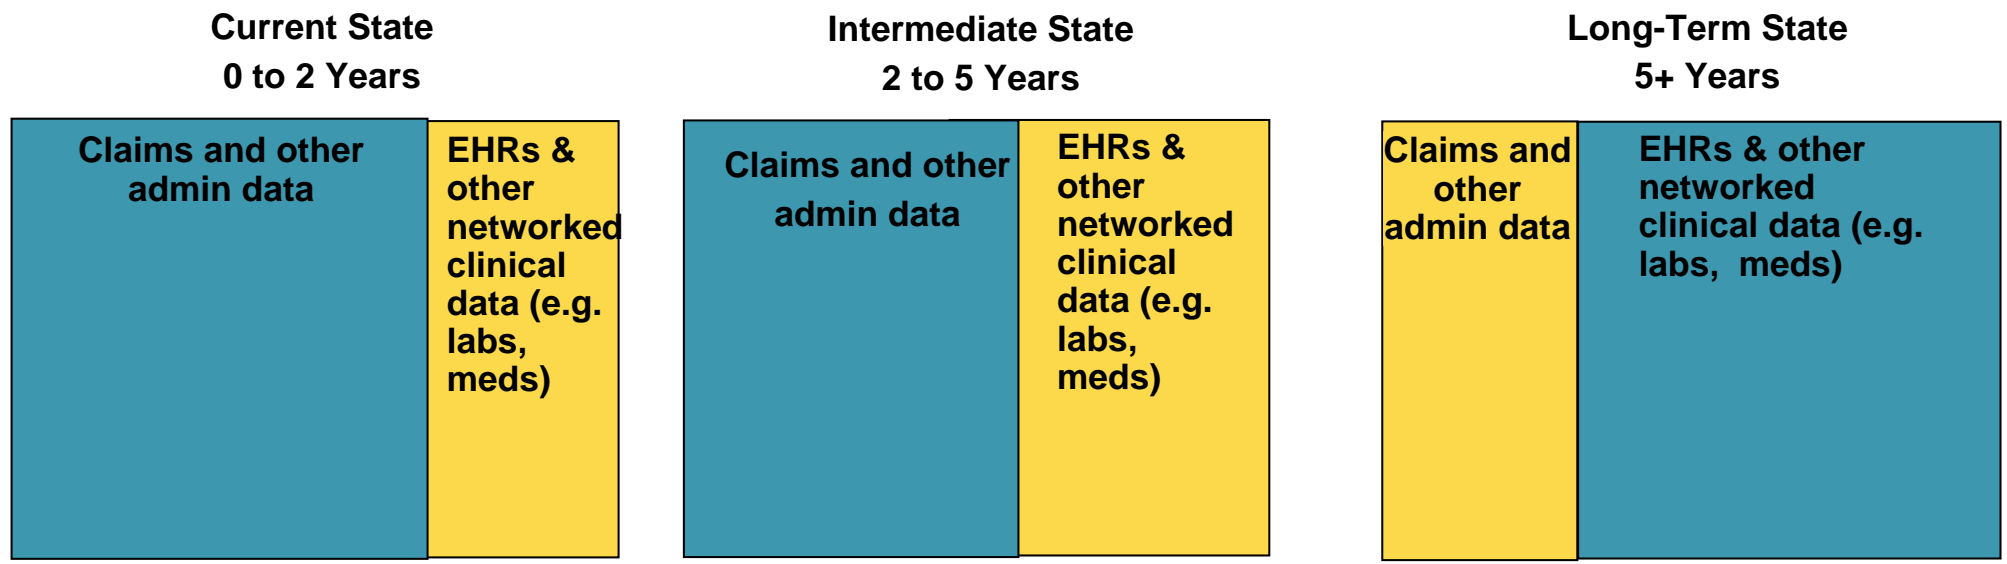 Current State
0 to 2 Years
Claims and other
admin data
EHRs &
other
networked
clinical
data (e.g.
labs,
meds)
Intermediate State
2 to 5 Years
Claims and other
admin data
EHRs &
other
networked
clinical
data (e.g.
labs,
meds)
Long-Term State
5+ Years
Claims and
other
admin data
EHRs & other
networked
clinical data (e.g.
labs,  meds)